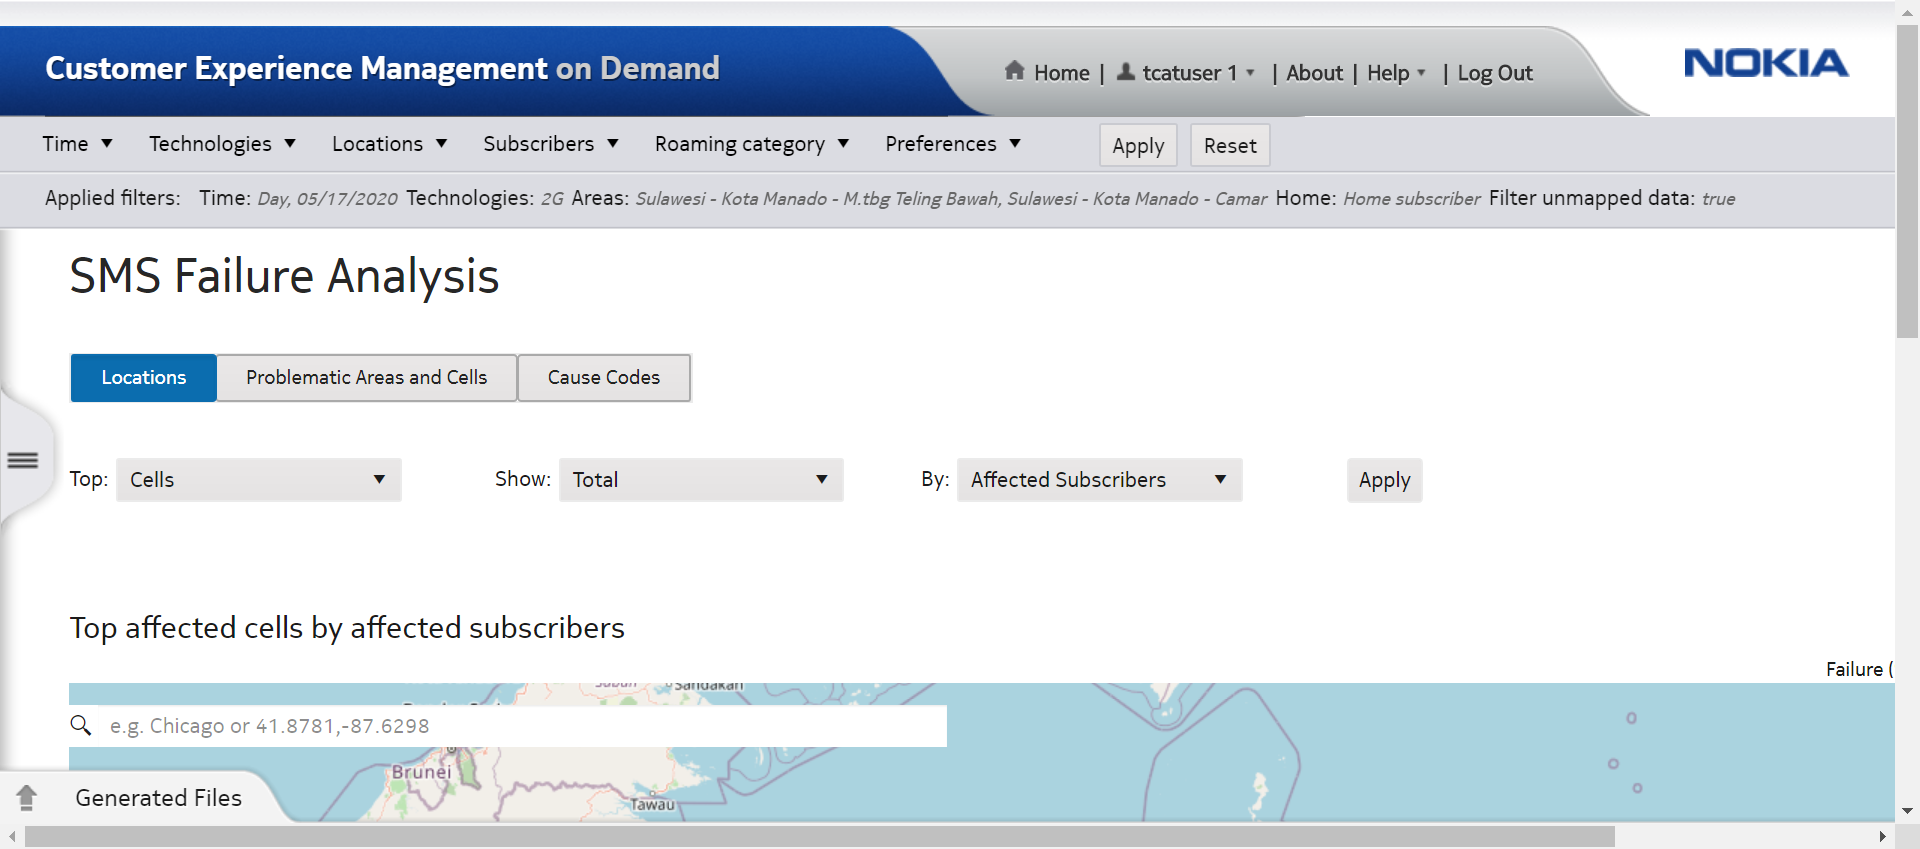 Customer Experience Management on Demand
Home | tcatuser 1 | About | Help | Log Out
NOKIA
Time Technologies Locations Subscribers Roaming category Preferences Apply Reset
Applied filters: Time: Day, 05/17/2020 Technologies: 2G Areas: Sulawesi - Kota Manado - M.tbg Teling Bawah, Sulawesi - Kota Manado - Camar Home: Home subscriber Filter unmapped data: true
SMS Failure Analysis
Locations Problematic Areas and Cells Cause Codes
Top: Cells Show: Total By: Affected Subscribers Apply
Top affected cells by affected subscribers
Failure (
Sandakan
e.g. Chicago or 41.8781,-87.6298
Brunei
Tawau
Generated Files